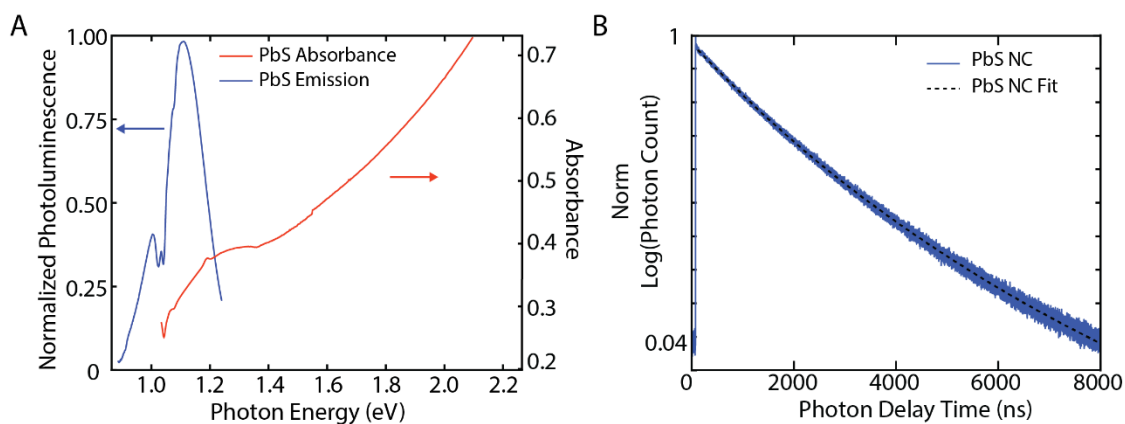 A
Normalized Photoluminescence
1.00
0.75
0.50
0.25
0
PbS Absorbance
PbS Emission
0.7
0.6
0.5
0.4
0.3
0.2
Absorbance
1.0 1.2 1.4 1.6 1.8 2.0 2.2
Photon Energy (eV)
B
Norm
Log(Photon Count)
1
0.04
PbS NC
PbS NC Fit
0 2000 4000 6000 8000
Photon Delay Time (ns)